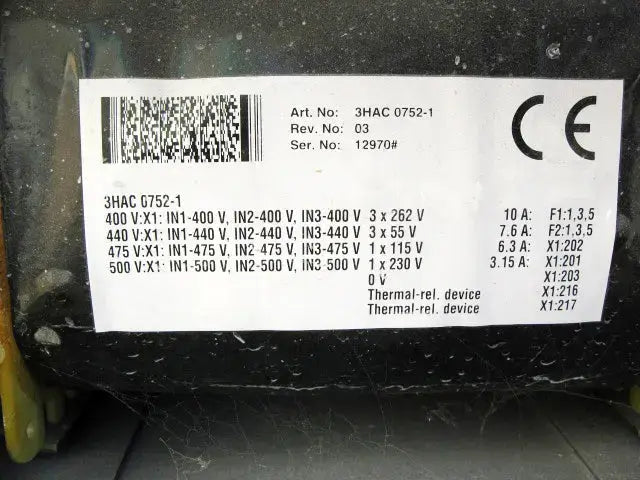 Art. No: 3HAC 0752-1
Rev. No: 03
Ser. No: 12970#
CE
3HAC 0752-1
400 V:X1: IN1-400 V, IN2-400 V, IN3-400 V 3 x 262 V 10 A: F1:1,3,5
440 V:X1: IN1-440 V, IN2-440 V, IN3-440 V 3 x 55 V 7.6 A: F2:1,3,5
475 V:X1: IN1-475 V, IN2-475 V, IN3-475 V 1 x 115 V 6.3 A: X1:202
500 V:X1: IN1-500 V, IN2-500 V, IN3-500 V 1 x 230 V 3.15 A: X1:201
0 V X1:203
Thermal-rel. device X1:216
Thermal-rel. device X1:217